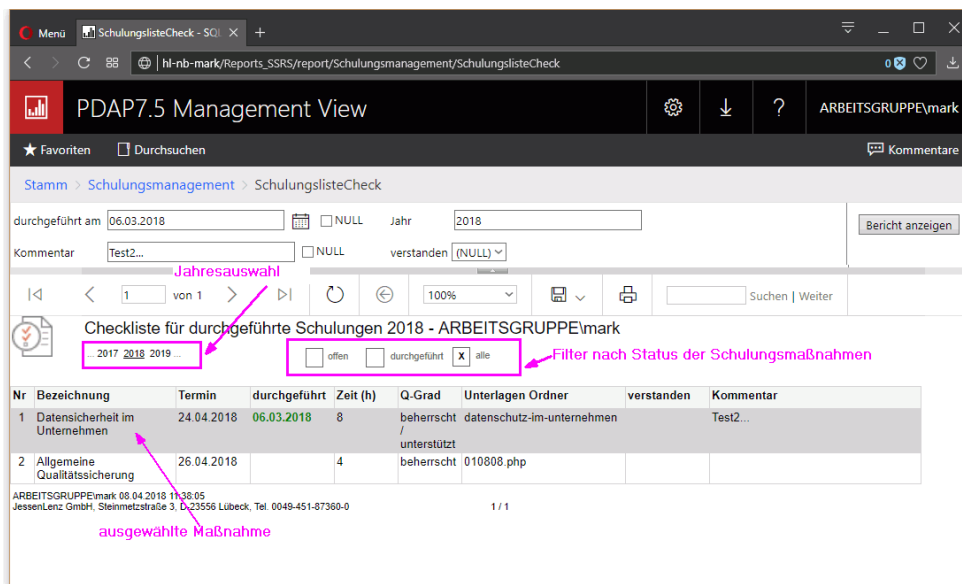 Menü SchulungslisteCheck - SQL
hl-nb-mark/Reports_SSRS/report/Schulungsmanagement/SchulungslisteCheck 0
PDAP7.5 Management View ? ARBEITSGRUPPE\mark
Favoriten Durchsuchen Kommentare
Stamm > Schulungsmanagement > SchulungslisteCheck
durchgeführt am 06.03.2018 NULL Jahr 2018 Bericht anzeigen
Kommentar Test2... NULL verstanden (NULL)
Jahresauswahl
1 von 1 100% Suchen | Weiter
Checkliste für durchgeführte Schulungen 2018 - ARBEITSGRUPPE\mark
... 2017 2018 2019 ... offen durchgeführt X alle Filter nach Status der Schulungsmaßnahmen
Nr Bezeichnung Termin durchgeführt Zeit (h) Q-Grad Unterlagen Ordner verstanden Kommentar
1 Datensicherheit im 24.04.2018 06.03.2018 8 beherrscht datenschutz-im-unternehmen Test2...
Unternehmen /
unterstützt
2 Allgemeine 26.04.2018 4 beherrscht 010808.php
Qualitätssicherung
ARBEITSGRUPPE\mark 08.04.2018 11:38:05
JessenLenz GmbH, Steinmetzstraße 3, D-23556 Lübeck, Tel. 0049-451-87360-0 1 / 1
ausgewählte Maßnahme